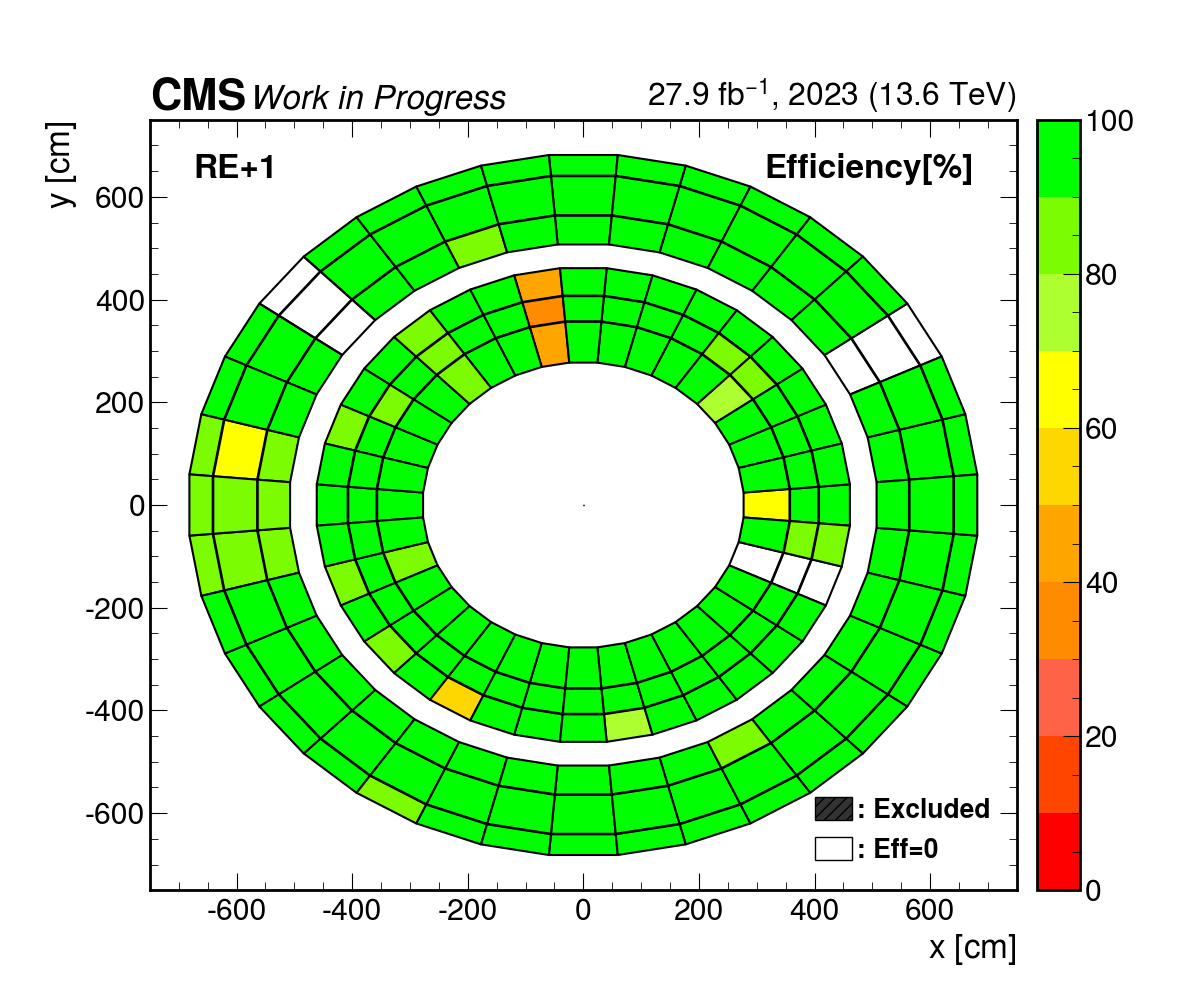 CMS Work in Progress 27.9 fb⁻¹, 2023 (13.6 TeV)
y [cm]
RE+1 Efficiency[%]
600
400
200
0
-200
-400
-600
-600 -400 -200 0 200 400 600
x [cm]
: Excluded
: Eff=0
100
80
60
40
20
0